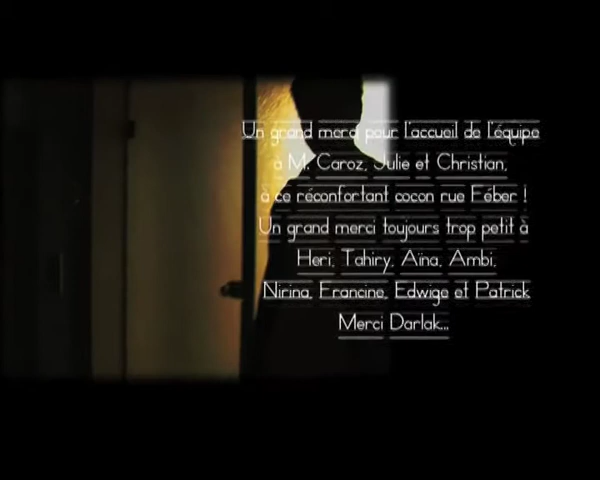 Un grand merci pour l'accueil de l'équipe
à M. Caroz, Julie et Christian,
à ce réconfortant cocon rue Féber !
Un grand merci toujours trop petit à
Heri, Tahiry, Aïna, Ambi,
Nirina, Francine, Edwige et Patrick
Merci Darlak...